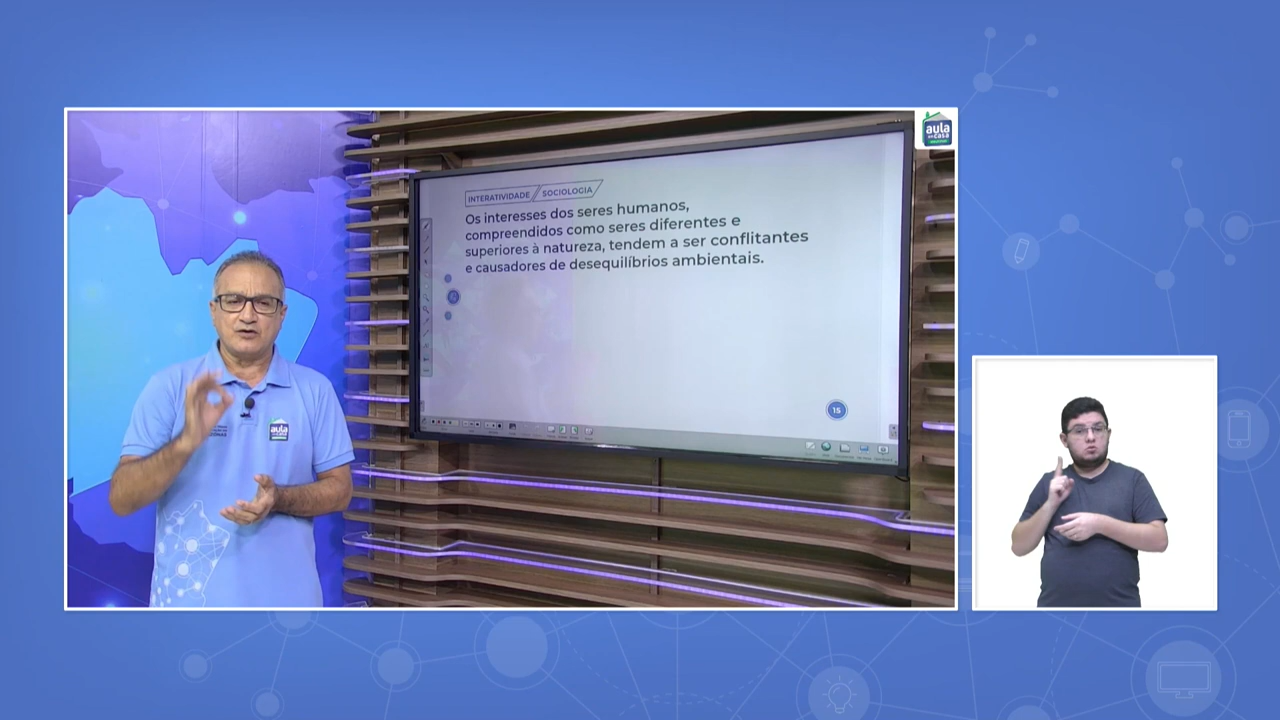 INTERATIVIDADE // SOCIOLOGIA
Os interesses dos seres humanos,
compreendidos como seres diferentes e
superiores à natureza, tendem a ser conflitantes
e causadores de desequilíbrios ambientais.
15
aula
em casa
aula